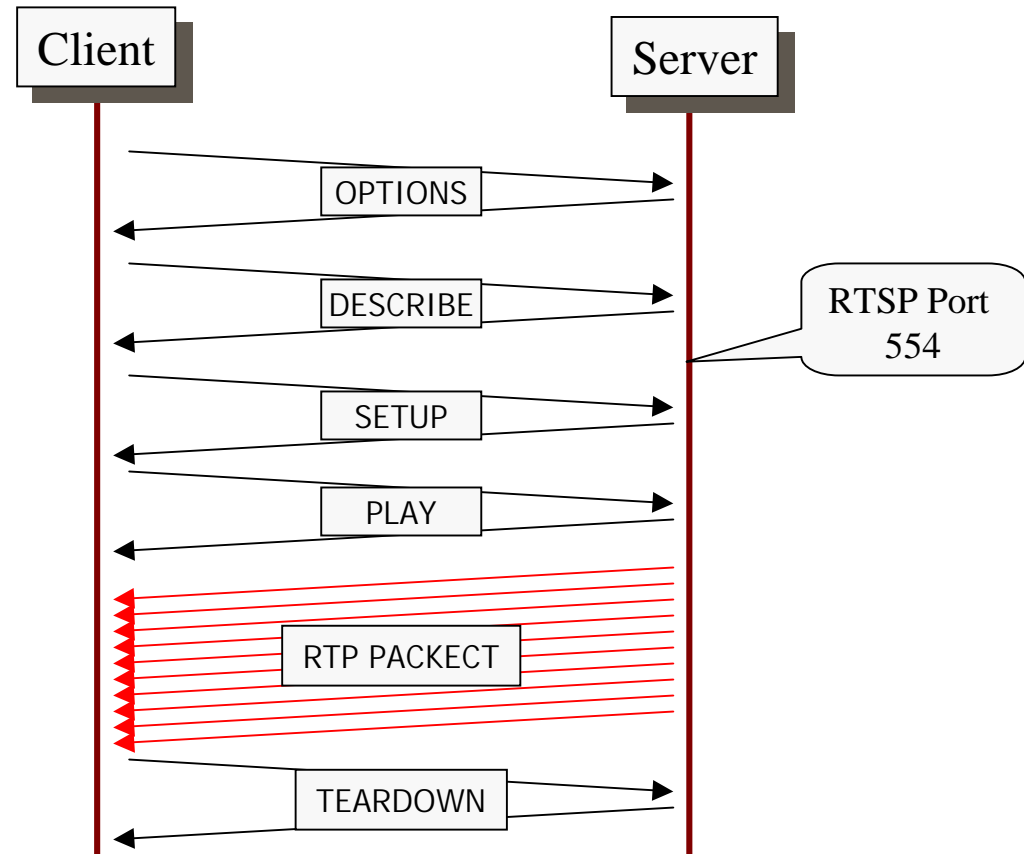 Client
Server
OPTIONS
DESCRIBE
RTSP Port
554
SETUP
PLAY
RTP PACKECT
TEARDOWN